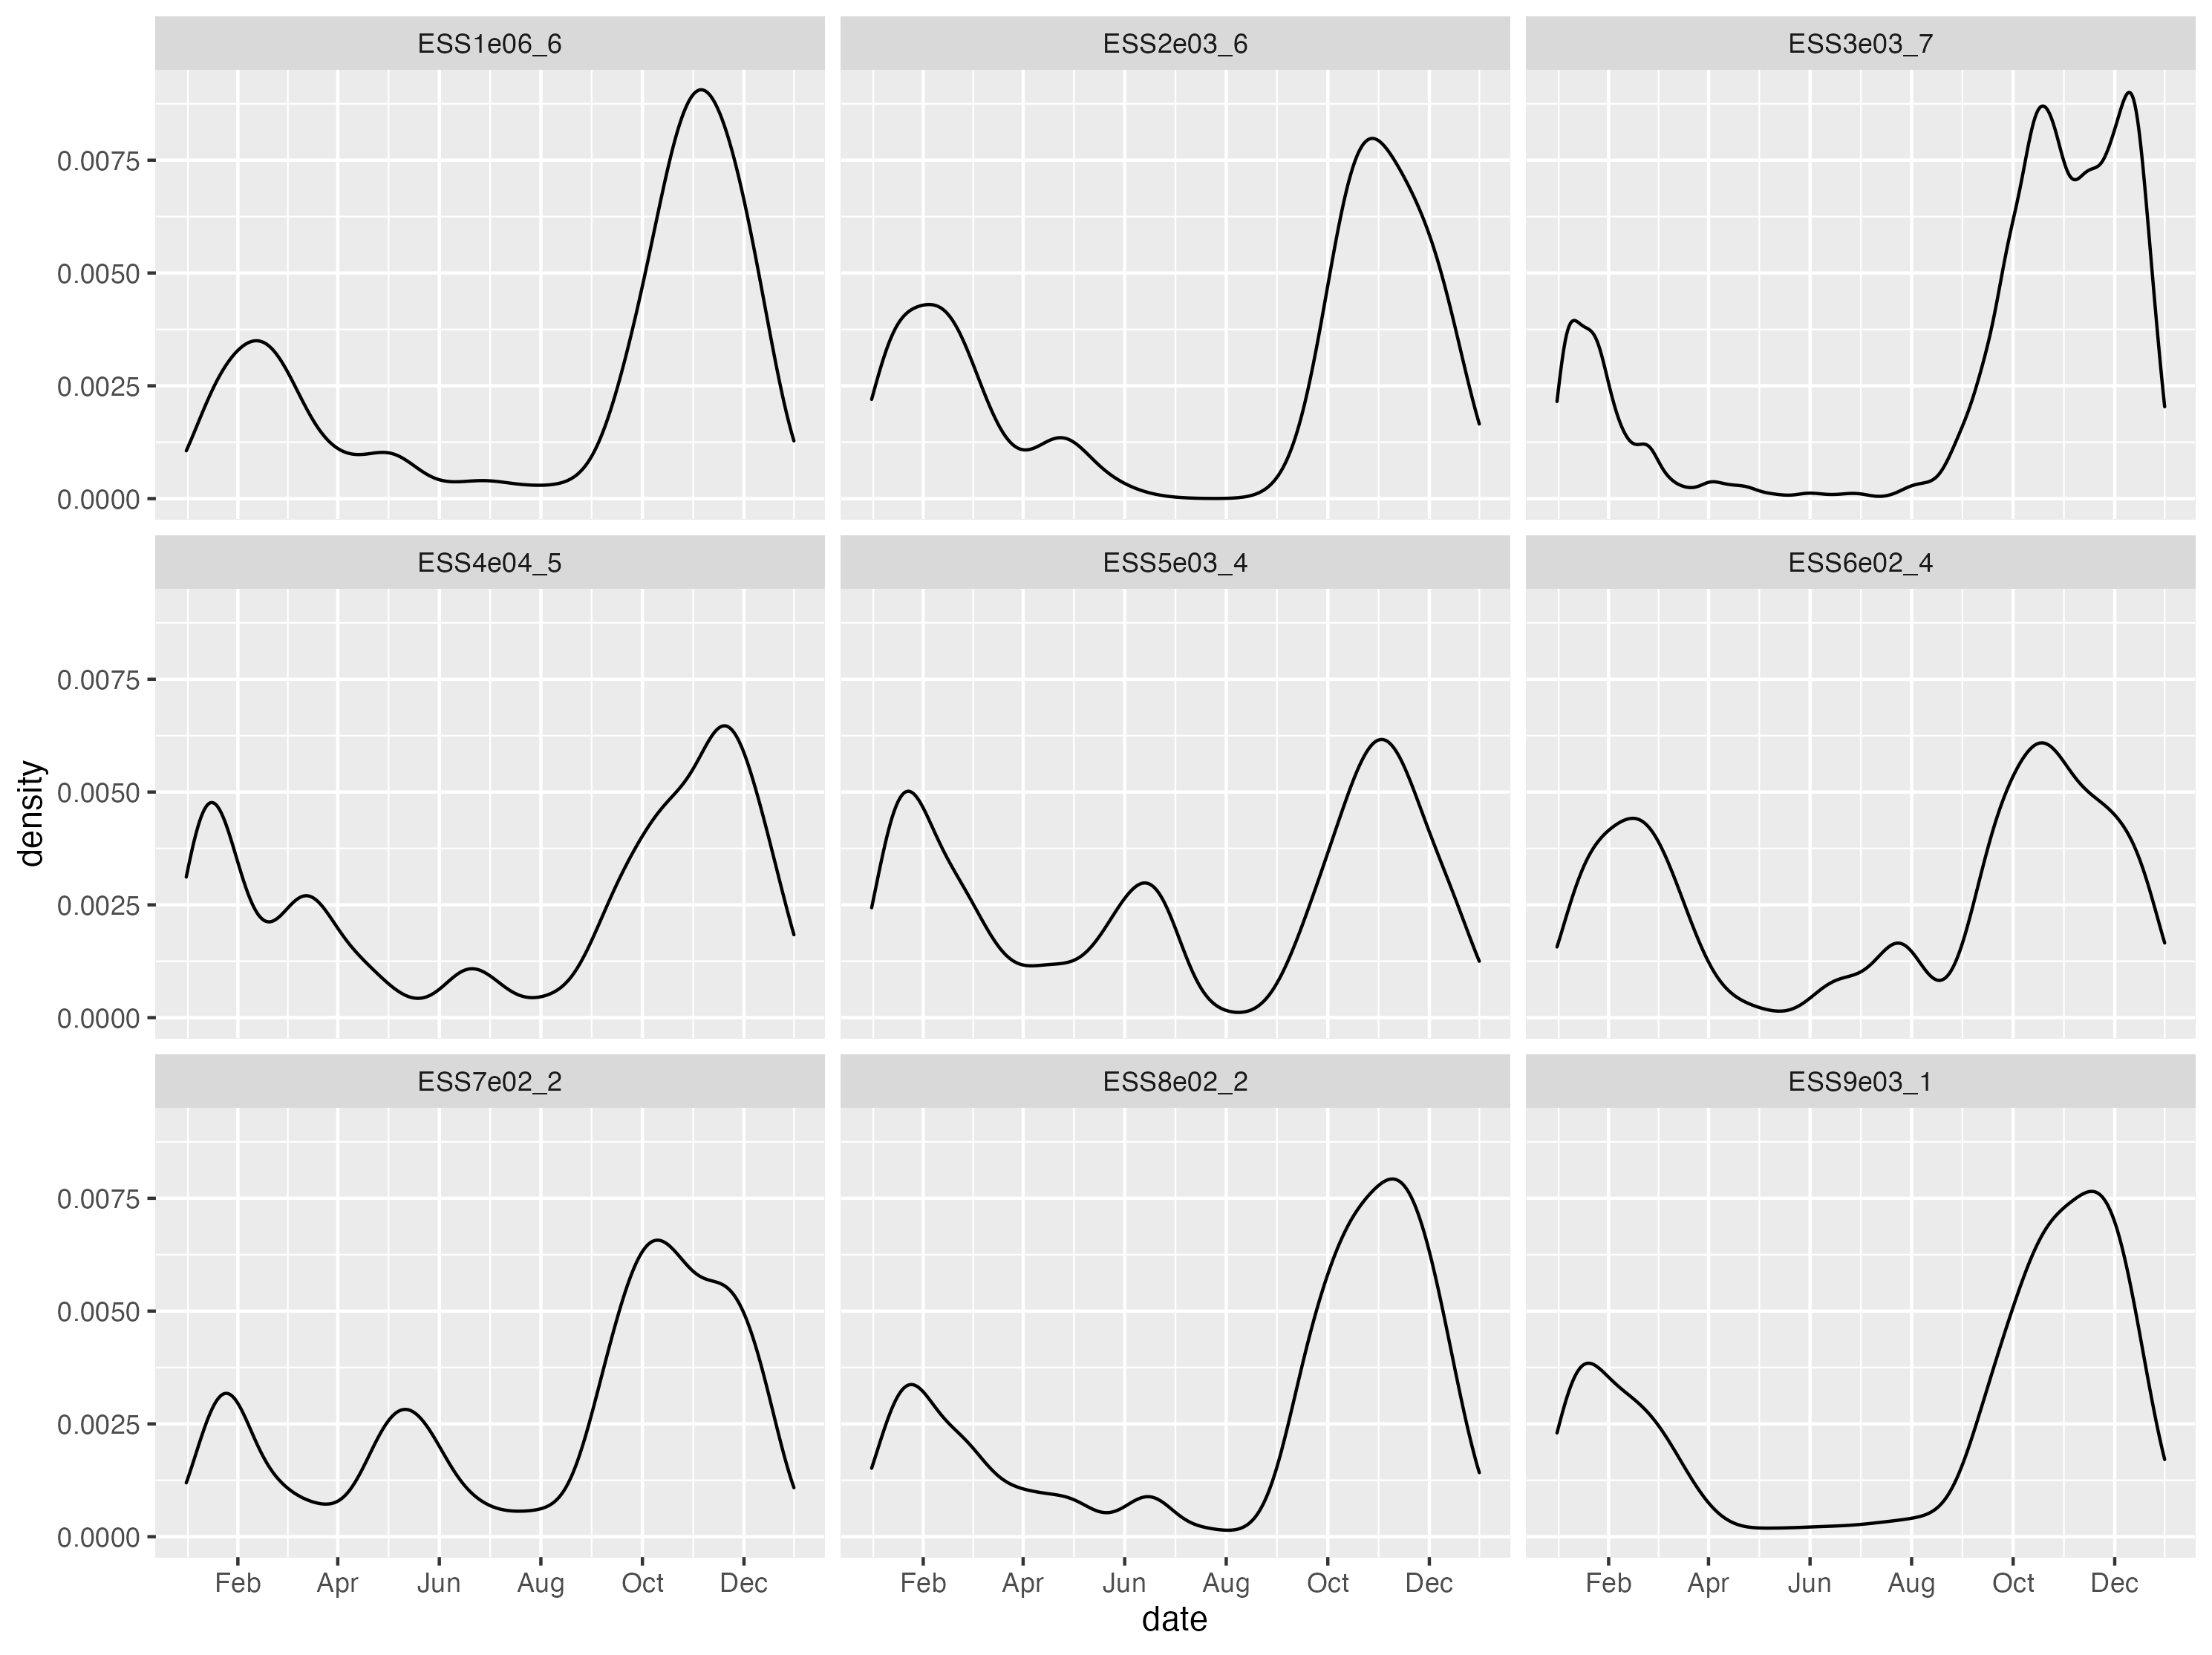 ESS1e06_6 ESS2e03_6 ESS3e03_7
0.0075
0.0050
0.0025
0.0000
ESS4e04_5 ESS5e03_4 ESS6e02_4
0.0075
0.0050
0.0025
0.0000
density
ESS7e02_2 ESS8e02_2 ESS9e03_1
0.0075
0.0050
0.0025
0.0000
Feb Apr Jun Aug Oct Dec Feb Apr Jun Aug Oct Dec Feb Apr Jun Aug Oct Dec
date